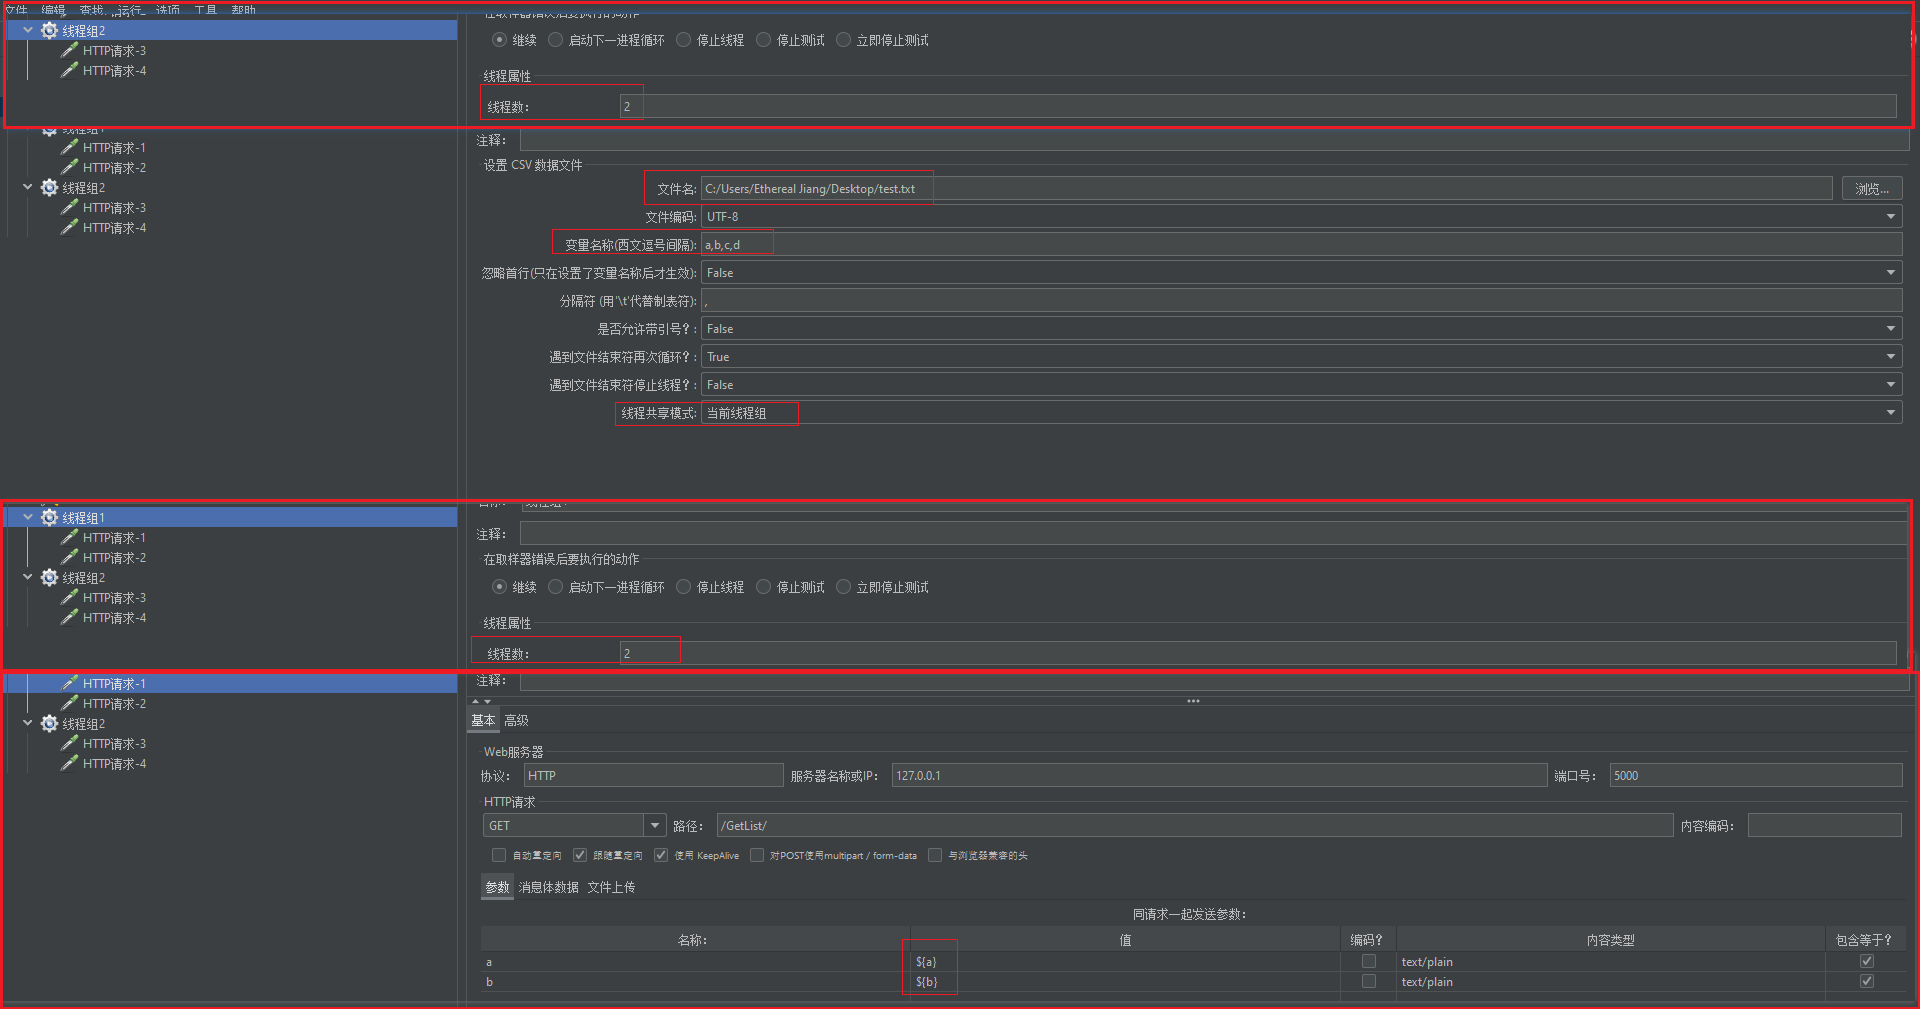 文件 编辑 查找 运行 选项 工具 帮助
在取样器错误后要执行的动作
线程组2
HTTP请求-3
HTTP请求-4
继续 启动下一进程循环 停止线程 停止测试 立即停止测试
线程属性
线程数： 2
线程组1
HTTP请求-1
HTTP请求-2
线程组2
HTTP请求-3
HTTP请求-4
注释：
设置 CSV 数据文件
文件名: C:/Users/Ethereal Jiang/Desktop/test.txt 浏览...
文件编码: UTF-8
变量名称(西文逗号间隔): a,b,c,d
忽略首行(只在设置了变量名称后才生效): False
分隔符 (用'\t'代替制表符): ,
是否允许带引号？: False
遇到文件结束符再次循环？: True
遇到文件结束符停止线程？: False
线程共享模式: 当前线程组
线程组1
HTTP请求-1
HTTP请求-2
线程组2
HTTP请求-3
HTTP请求-4
名称： 线程组1
注释：
在取样器错误后要执行的动作
继续 启动下一进程循环 停止线程 停止测试 立即停止测试
线程属性
线程数： 2
HTTP请求-1
HTTP请求-2
线程组2
HTTP请求-3
HTTP请求-4
注释：
基本 高级
Web服务器
协议： HTTP 服务器名称或IP： 127.0.0.1 端口号： 5000
HTTP请求
GET 路径： /GetList/ 内容编码：
自动重定向 跟随重定向 使用 KeepAlive 对POST使用multipart / form-data 与浏览器兼容的头
参数 消息体数据 文件上传
同请求一起发送参数：
名称： 值 编码？ 内容类型 包含等于？
a ${a} text/plain
b ${b} text/plain